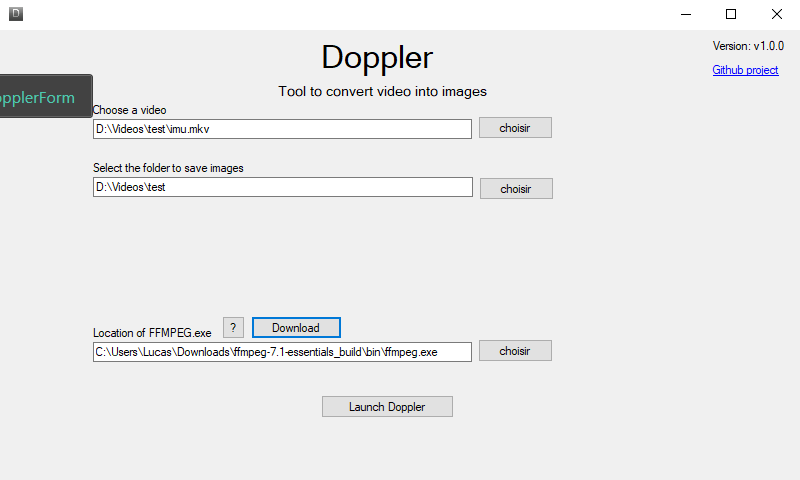 D
Doppler
Version: v1.0.0
Github project
Tool to convert video into images
opplerForm
Choose a video
D:\Videos\test\imu.mkv
choisir
Select the folder to save images
D:\Videos\test
choisir
Location of FFMPEG.exe ? Download
C:\Users\Lucas\Downloads\ffmpeg-7.1-essentials_build\bin\ffmpeg.exe
choisir
Launch Doppler